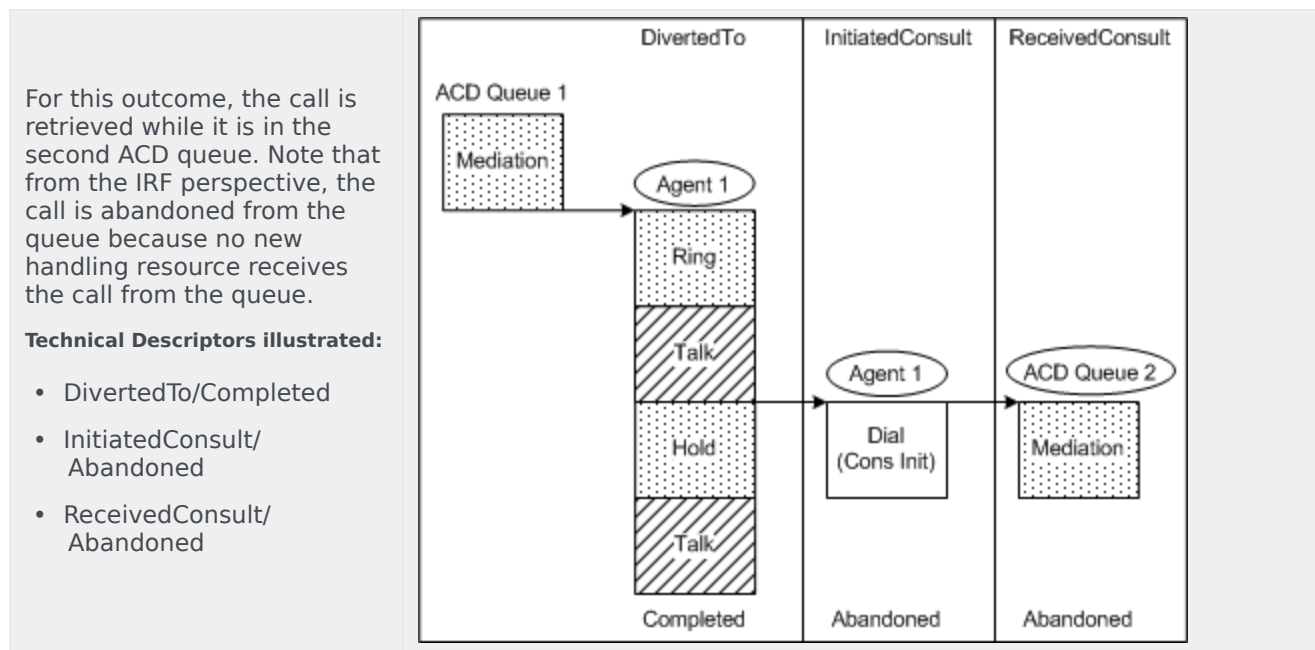 For this outcome, the call is
retrieved while it is in the
second ACD queue. Note that
from the IRF perspective, the
call is abandoned from the
queue because no new
handling resource receives
the call from the queue.
Technical Descriptors illustrated:
• DivertedTo/Completed
• InitiatedConsult/
Abandoned
• ReceivedConsult/
Abandoned
DivertedTo
InitiatedConsult
ReceivedConsult
ACD Queue 1
Mediation
Agent 1
Ring
Talk
Hold
Talk
Completed
Agent 1
Dial
(Cons Init)
Abandoned
ACD Queue 2
Mediation
Abandoned